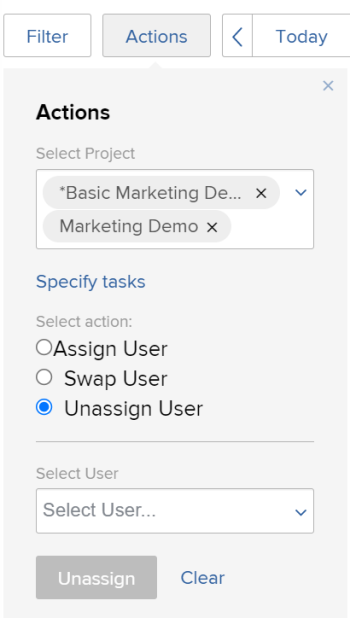 Filter Actions Today
Actions
Select Project
*Basic Marketing De... ×
Marketing Demo ×
Specify tasks
Select action:
Assign User
Swap User
Unassign User
Select User
Select User...
Unassign Clear